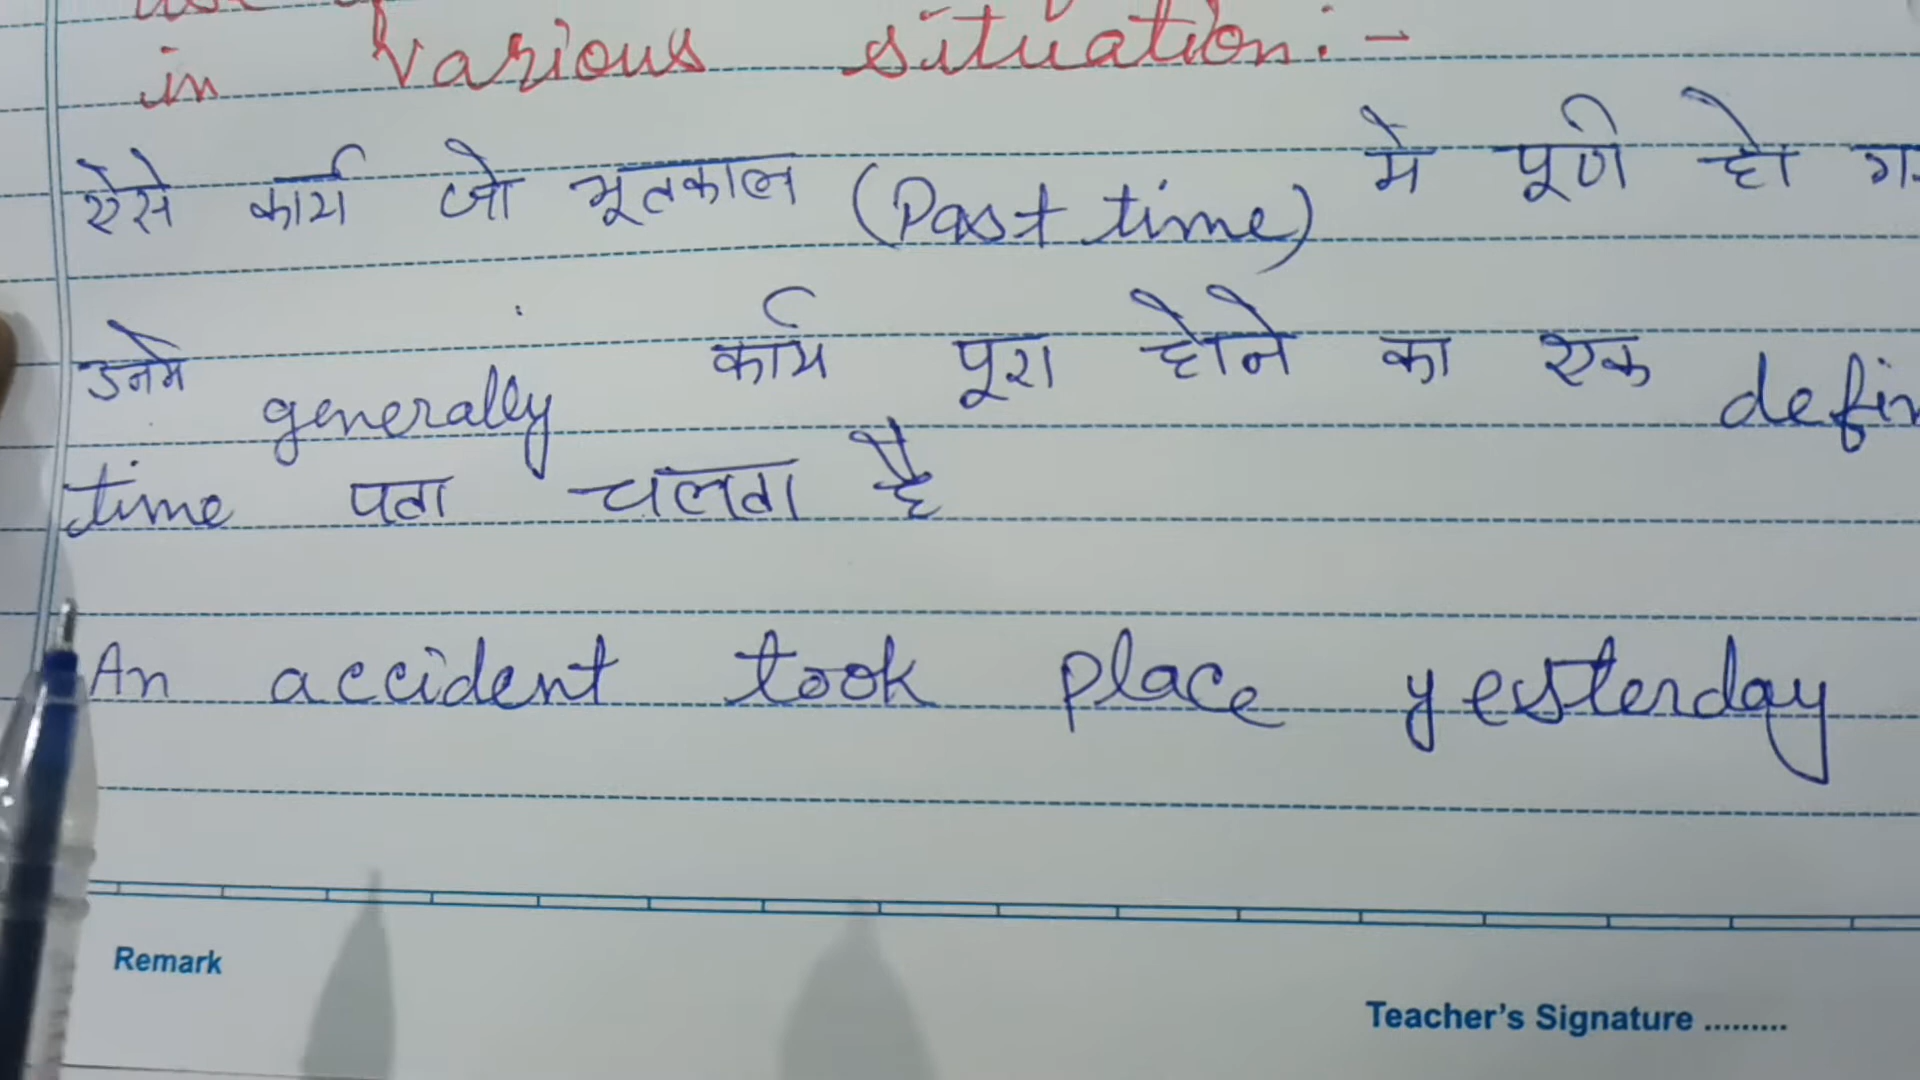 in Various situation:-
ऐसे कार्य जो भूतकाल (Past time) मे पूर्ण हो
उनमे generally कार्य पूरा होने का एक
time पता चलता है
An accident took place yesterday
Remark
Teacher's Signature .........